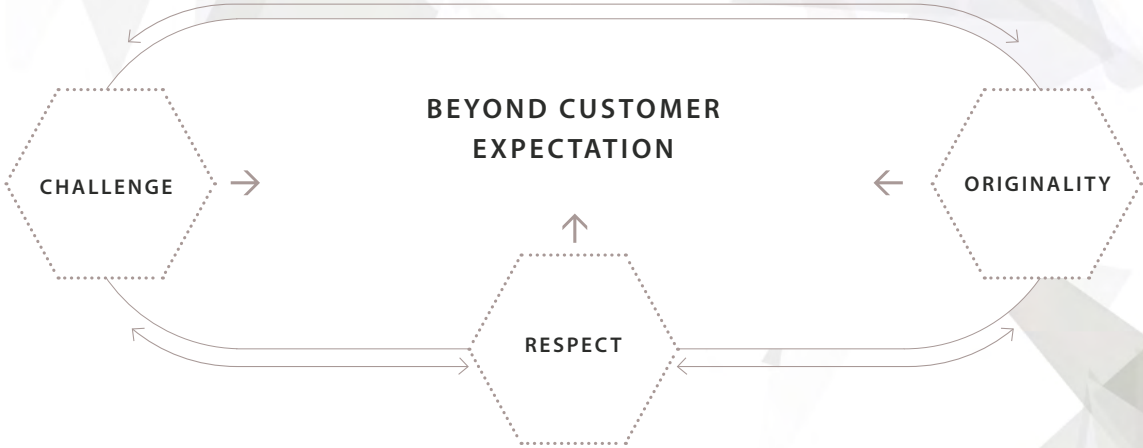 BEYOND CUSTOMER
EXPECTATION
CHALLENGE
ORIGINALITY
RESPECT